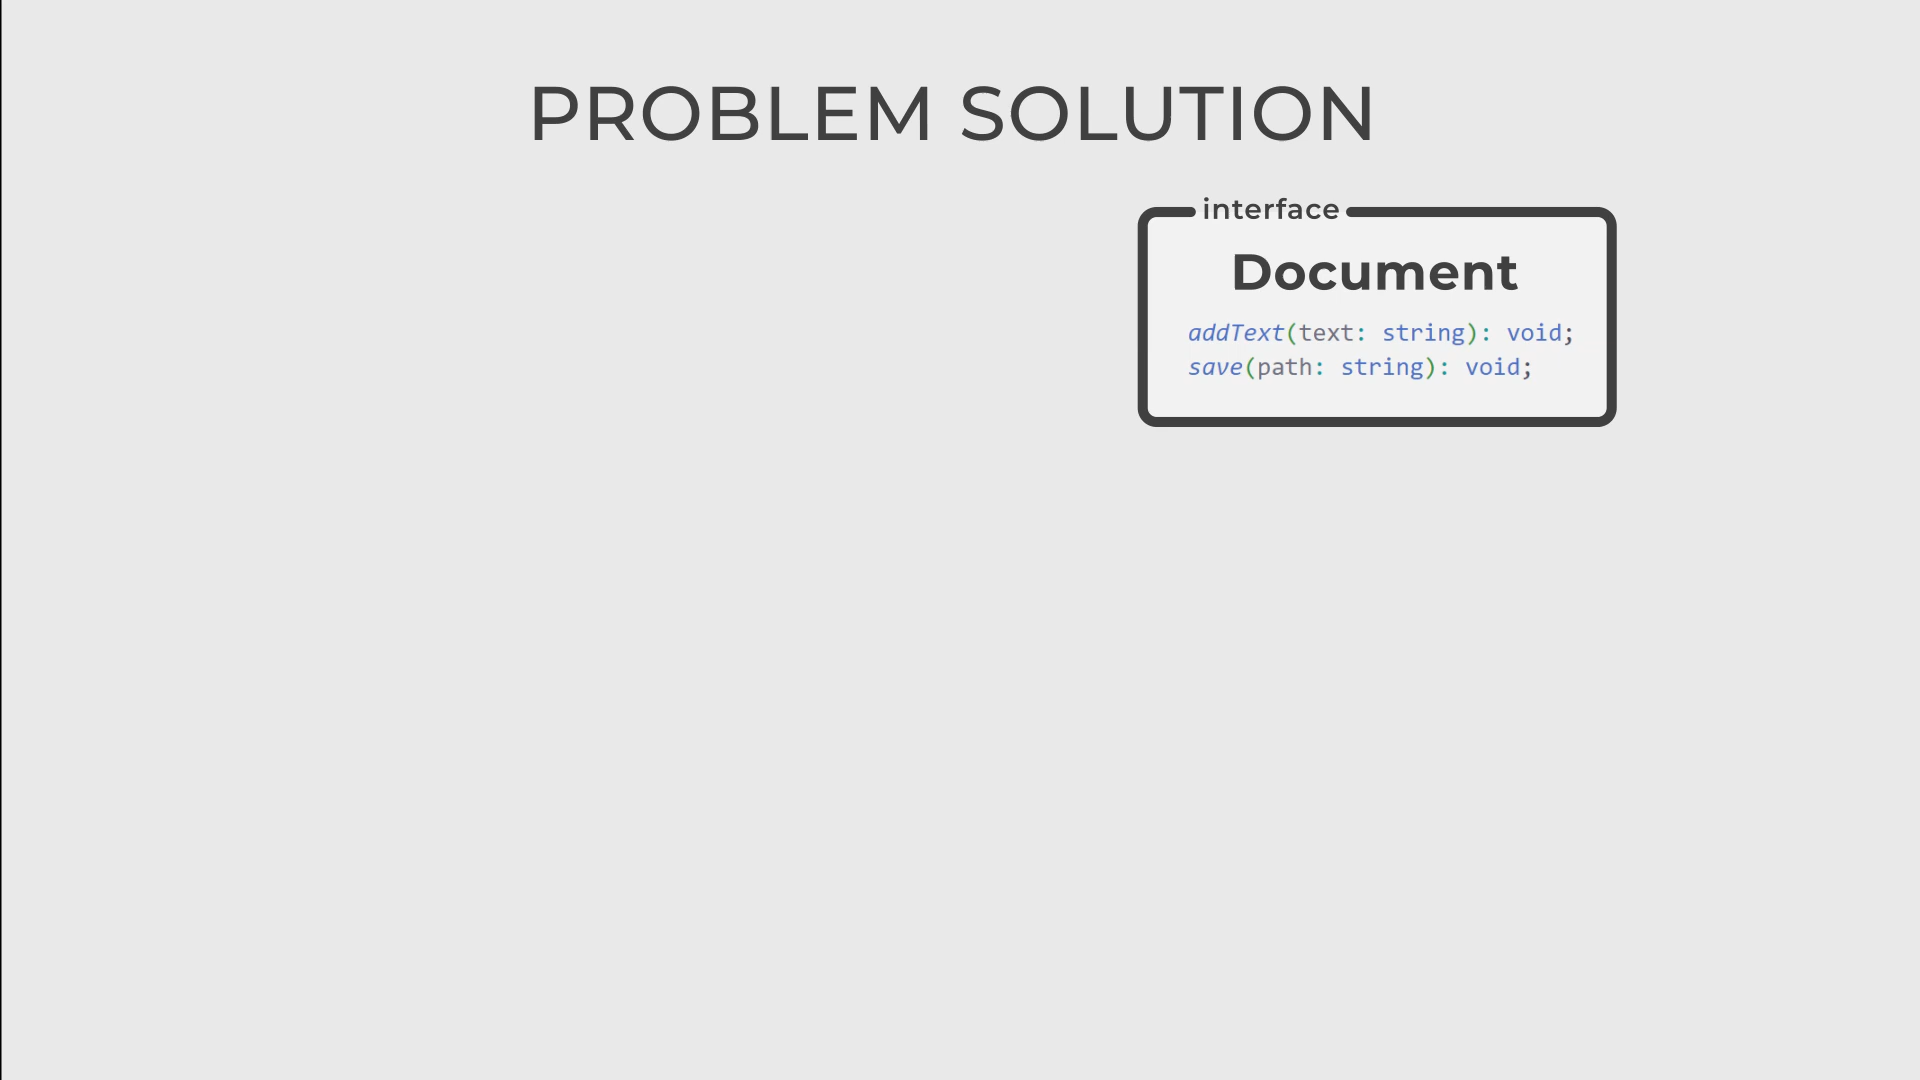 PROBLEM SOLUTION
interface
Document
addText(text: string): void;
save(path: string): void;